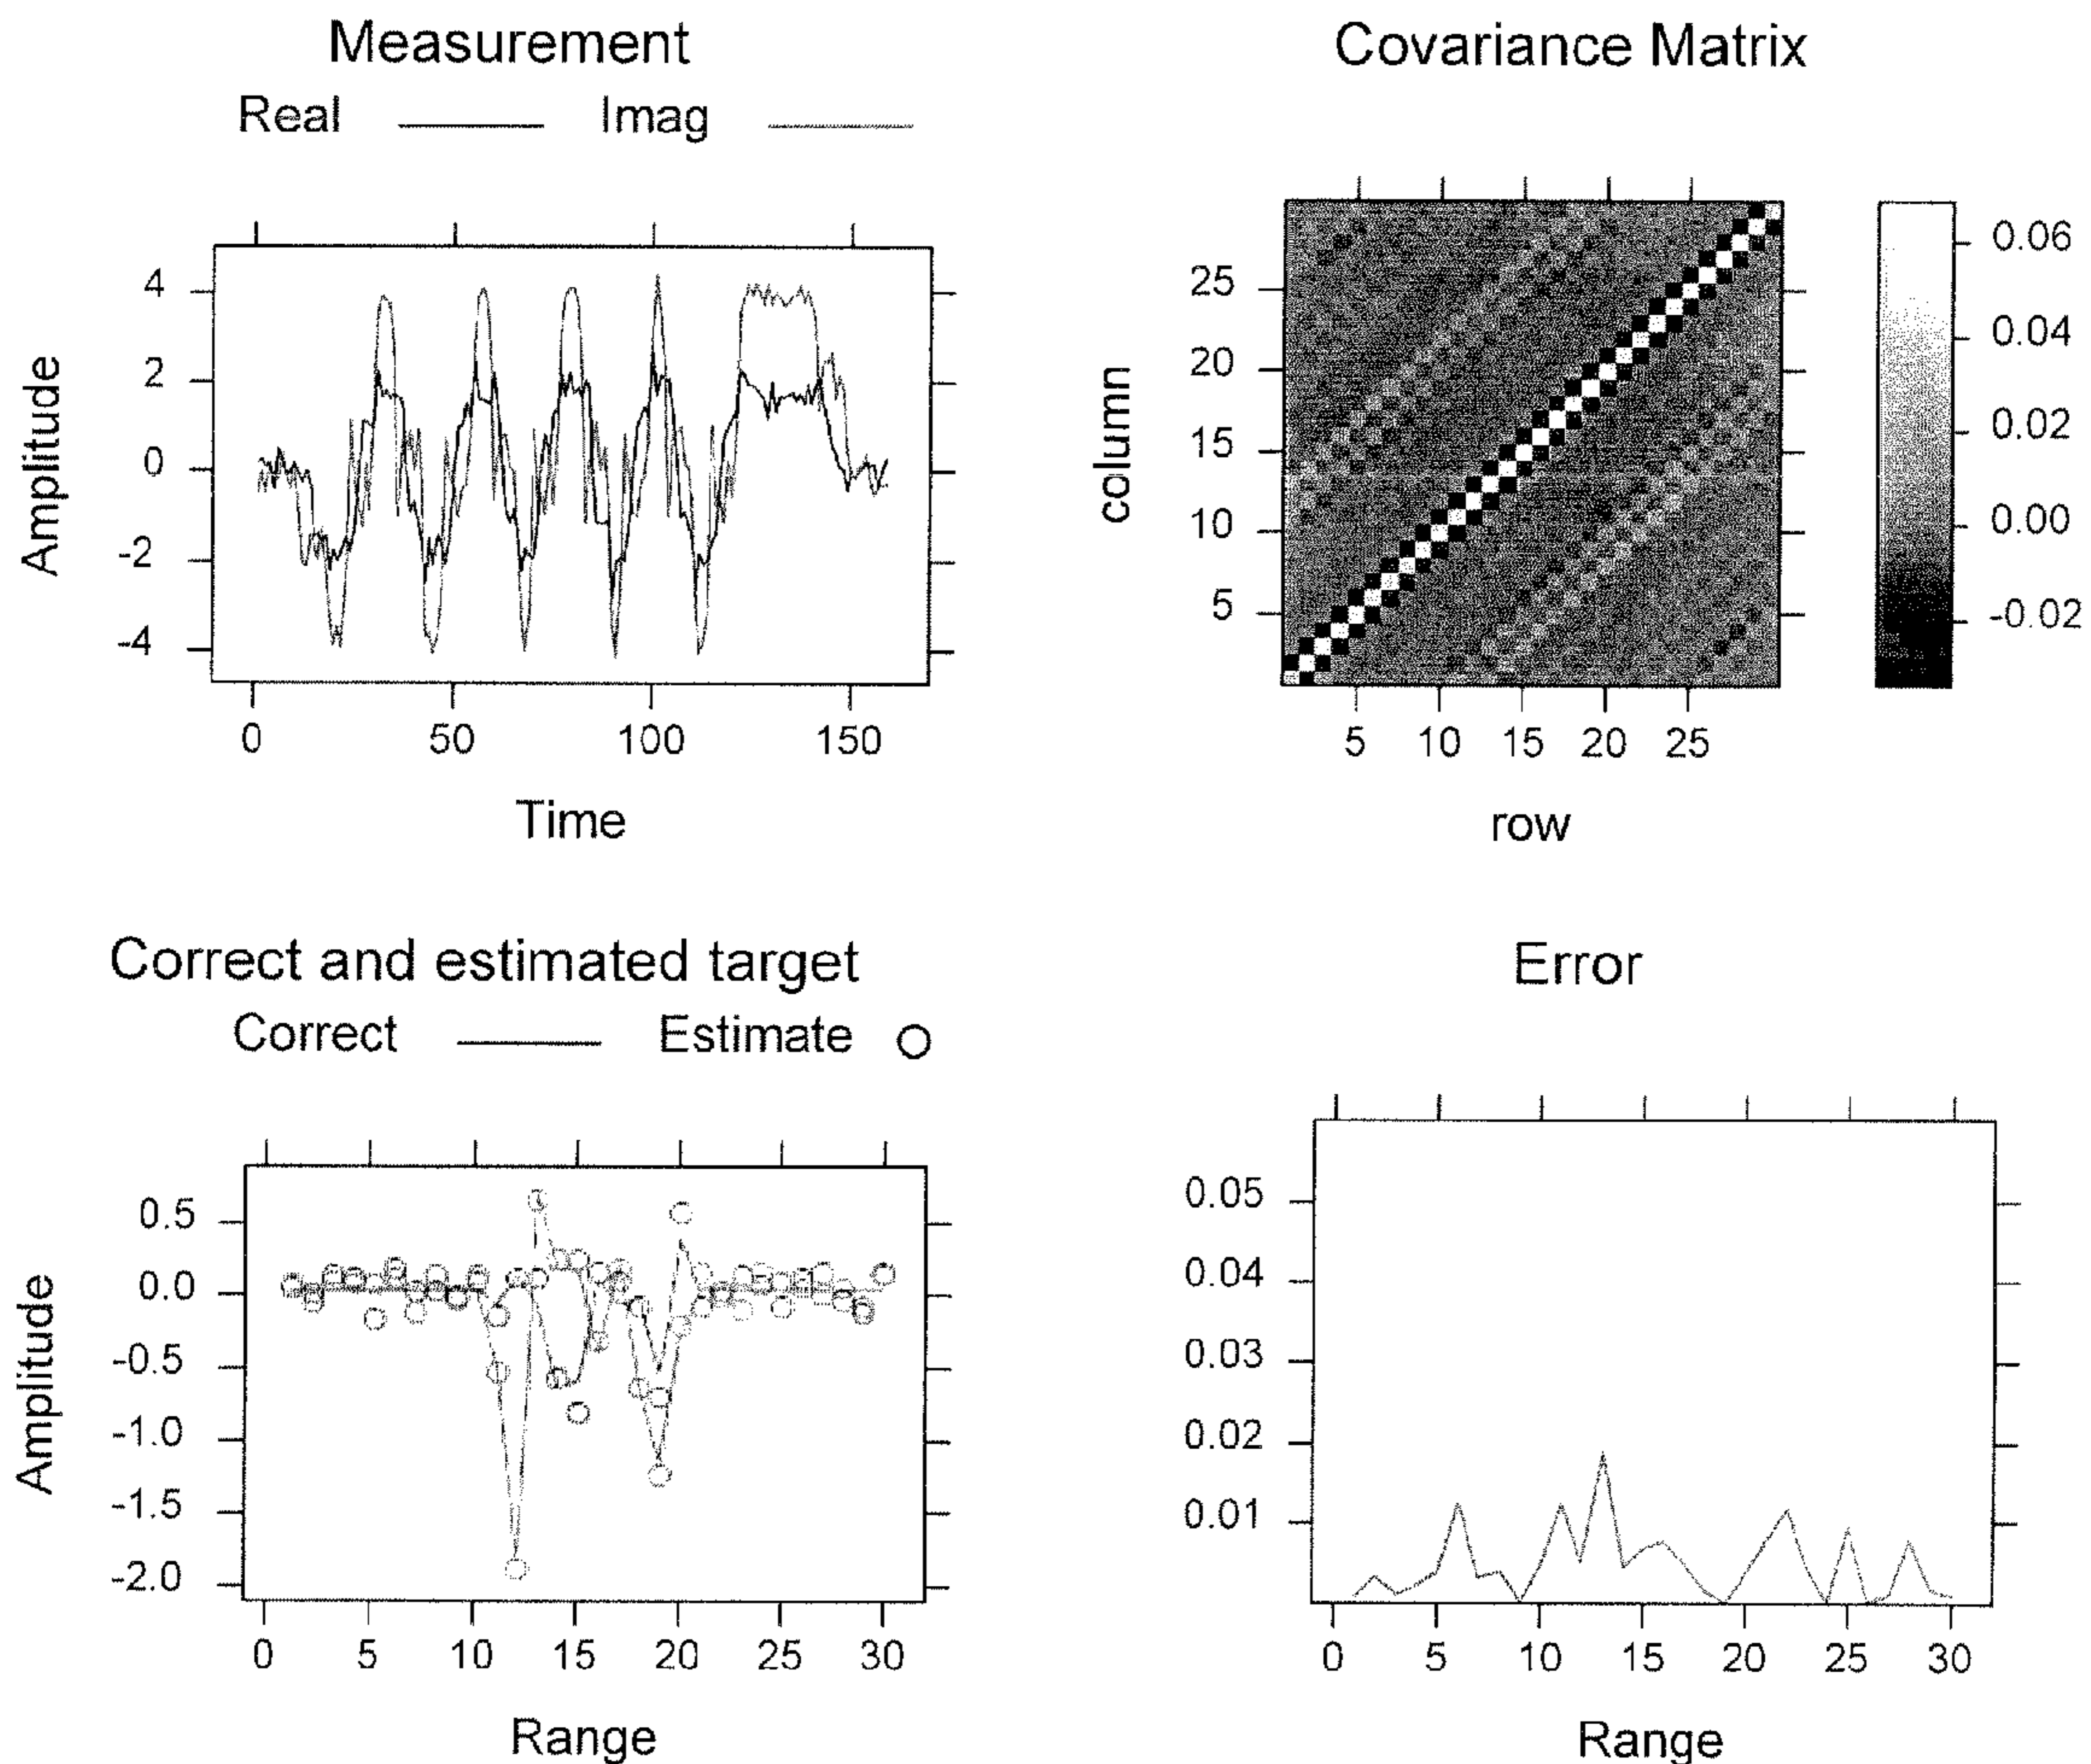 Measurement
Real Imag
Amplitude
4
2
0
-2
-4
0 50 100 150
Time
Covariance Matrix
column
25
20
15
10
5
5 10 15 20 25
row
0.06
0.04
0.02
0.00
-0.02
Correct and estimated target
Correct Estimate
Amplitude
0.5
0.0
-0.5
-1.0
-1.5
-2.0
0 5 10 15 20 25 30
Range
Error
0.05
0.04
0.03
0.02
0.01
0 5 10 15 20 25 30
Range